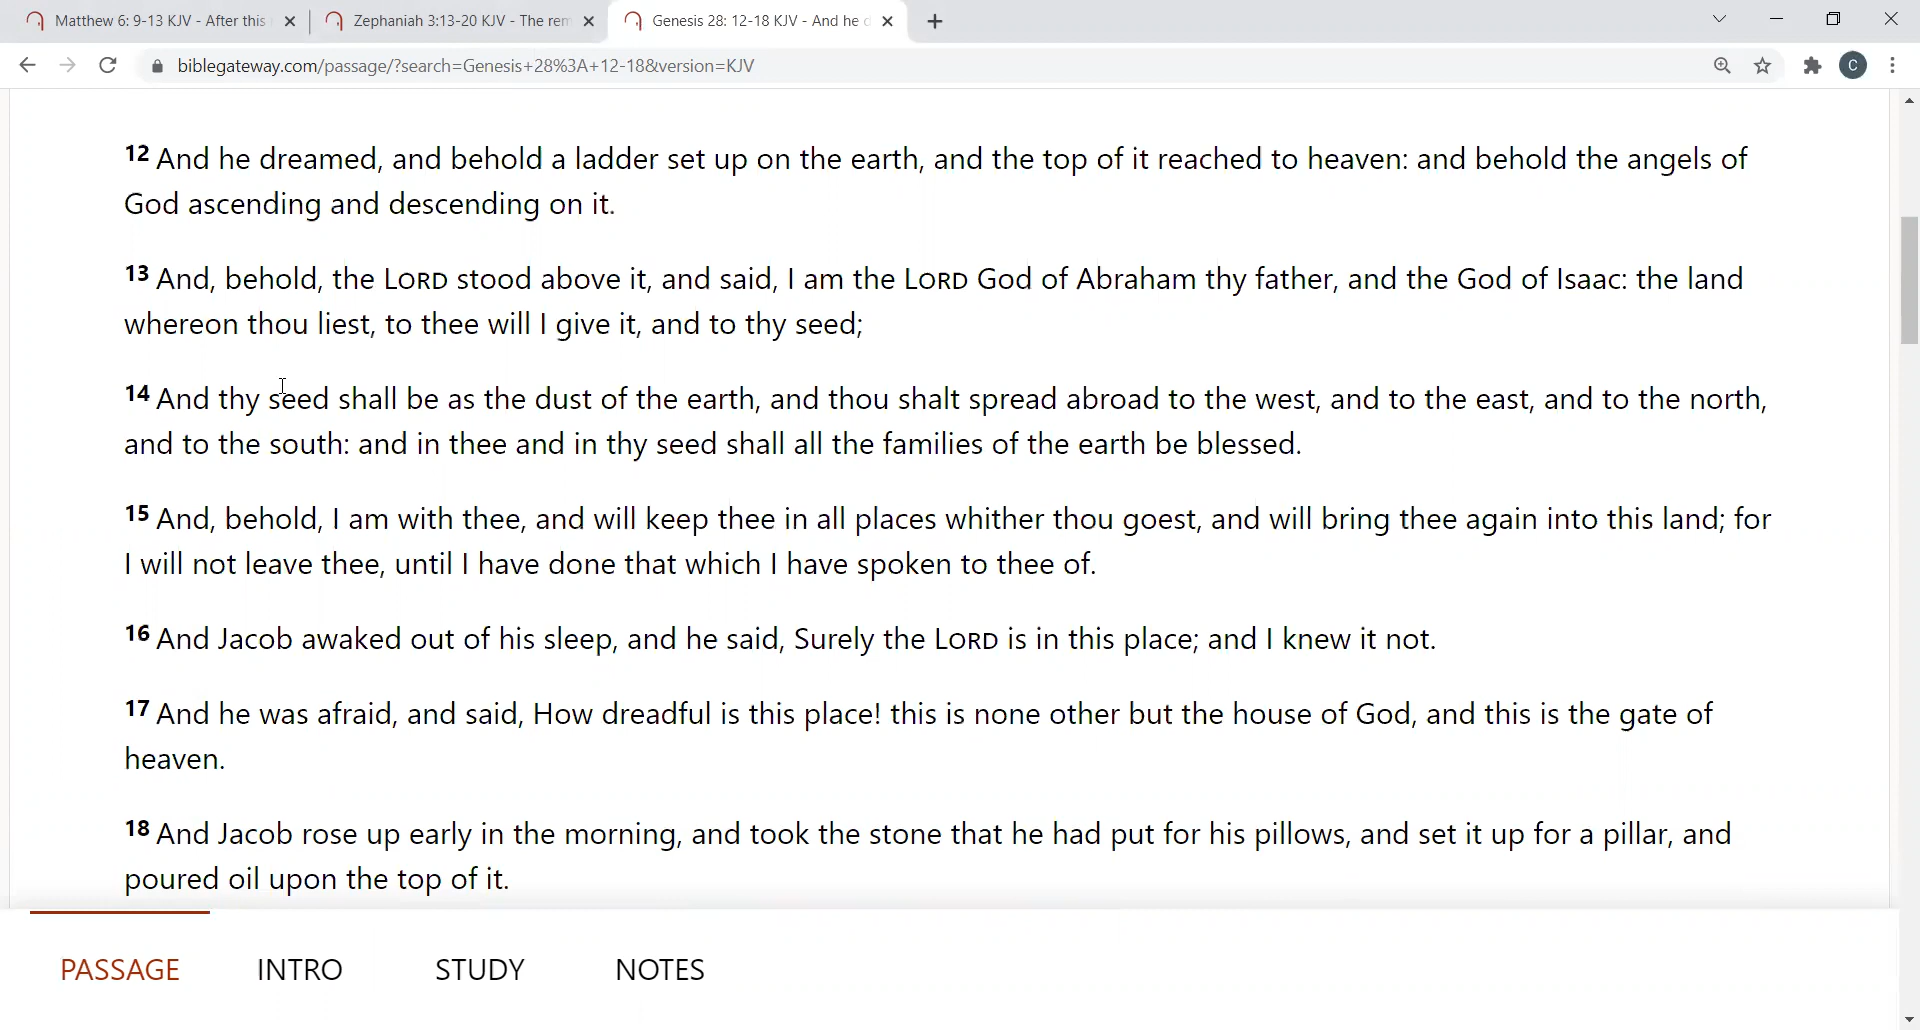 Matthew 6: 9-13 KJV - After this
Zephaniah 3:13-20 KJV - The rem
Genesis 28: 12-18 KJV - And he d
biblegateway.com/passage/?search=Genesis+28%3A+12-18&version=KJV
C
12 And he dreamed, and behold a ladder set up on the earth, and the top of it reached to heaven: and behold the angels of
God ascending and descending on it.
13 And, behold, the LORD stood above it, and said, I am the LORD God of Abraham thy father, and the God of Isaac: the land
whereon thou liest, to thee will I give it, and to thy seed;
14 And thy seed shall be as the dust of the earth, and thou shalt spread abroad to the west, and to the east, and to the north,
and to the south: and in thee and in thy seed shall all the families of the earth be blessed.
15 And, behold, I am with thee, and will keep thee in all places whither thou goest, and will bring thee again into this land; for
I will not leave thee, until I have done that which I have spoken to thee of.
16 And Jacob awaked out of his sleep, and he said, Surely the LORD is in this place; and I knew it not.
17 And he was afraid, and said, How dreadful is this place! this is none other but the house of God, and this is the gate of
heaven.
18 And Jacob rose up early in the morning, and took the stone that he had put for his pillows, and set it up for a pillar, and
poured oil upon the top of it.
PASSAGE INTRO STUDY NOTES